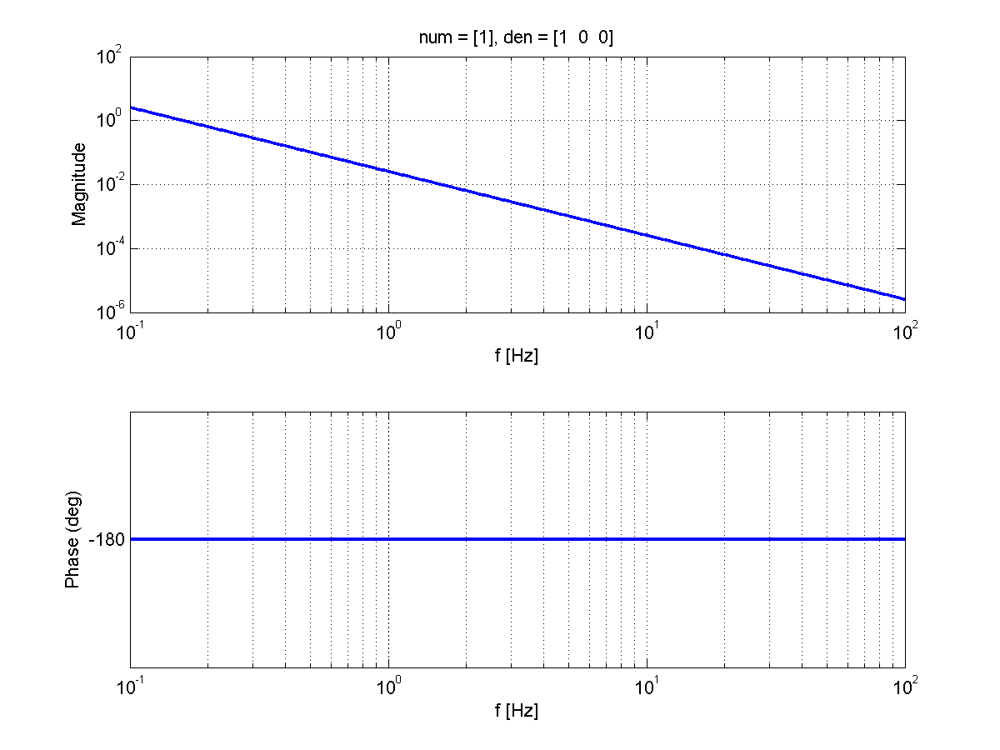 num = [1], den = [1  0  0]
10^2
10^0
10^-2
10^-4
10^-6
Magnitude
10^-1 10^0 10^1 10^2
f [Hz]
-180
Phase (deg)
10^-1 10^0 10^1 10^2
f [Hz]